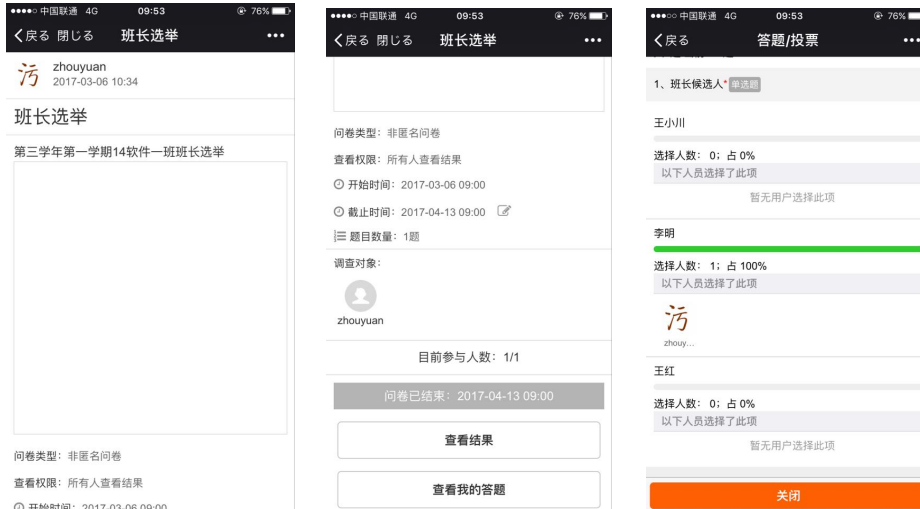 中国联通 4G 09:53 76%
戻る 閉じる 班长选举
污 zhouyuan
2017-03-06 10:34
班长选举
第三学年第一学期14软件一班班长选举
问卷类型：非匿名问卷
查看权限：所有人查看结果
开始时间：2017-03-06 09:00
中国联通 4G 09:53 76%
戻る 閉じる 班长选举
问卷类型：非匿名问卷
查看权限：所有人查看结果
开始时间：2017-03-06 09:00
截止时间：2017-04-13 09:00
题目数量：1题
调查对象：
zhouyuan
目前参与人数：1/1
问卷已结束：2017-04-13 09:00
查看结果
查看我的答题
中国联通 4G 09:53 76%
戻る 答题/投票
1、班长候选人* 单选题
王小川
选择人数：0；占 0%
以下人员选择了此项
暂无用户选择此项
李明
选择人数：1；占 100%
以下人员选择了此项
污
zhouy...
王红
选择人数：0；占 0%
以下人员选择了此项
暂无用户选择此项
关闭